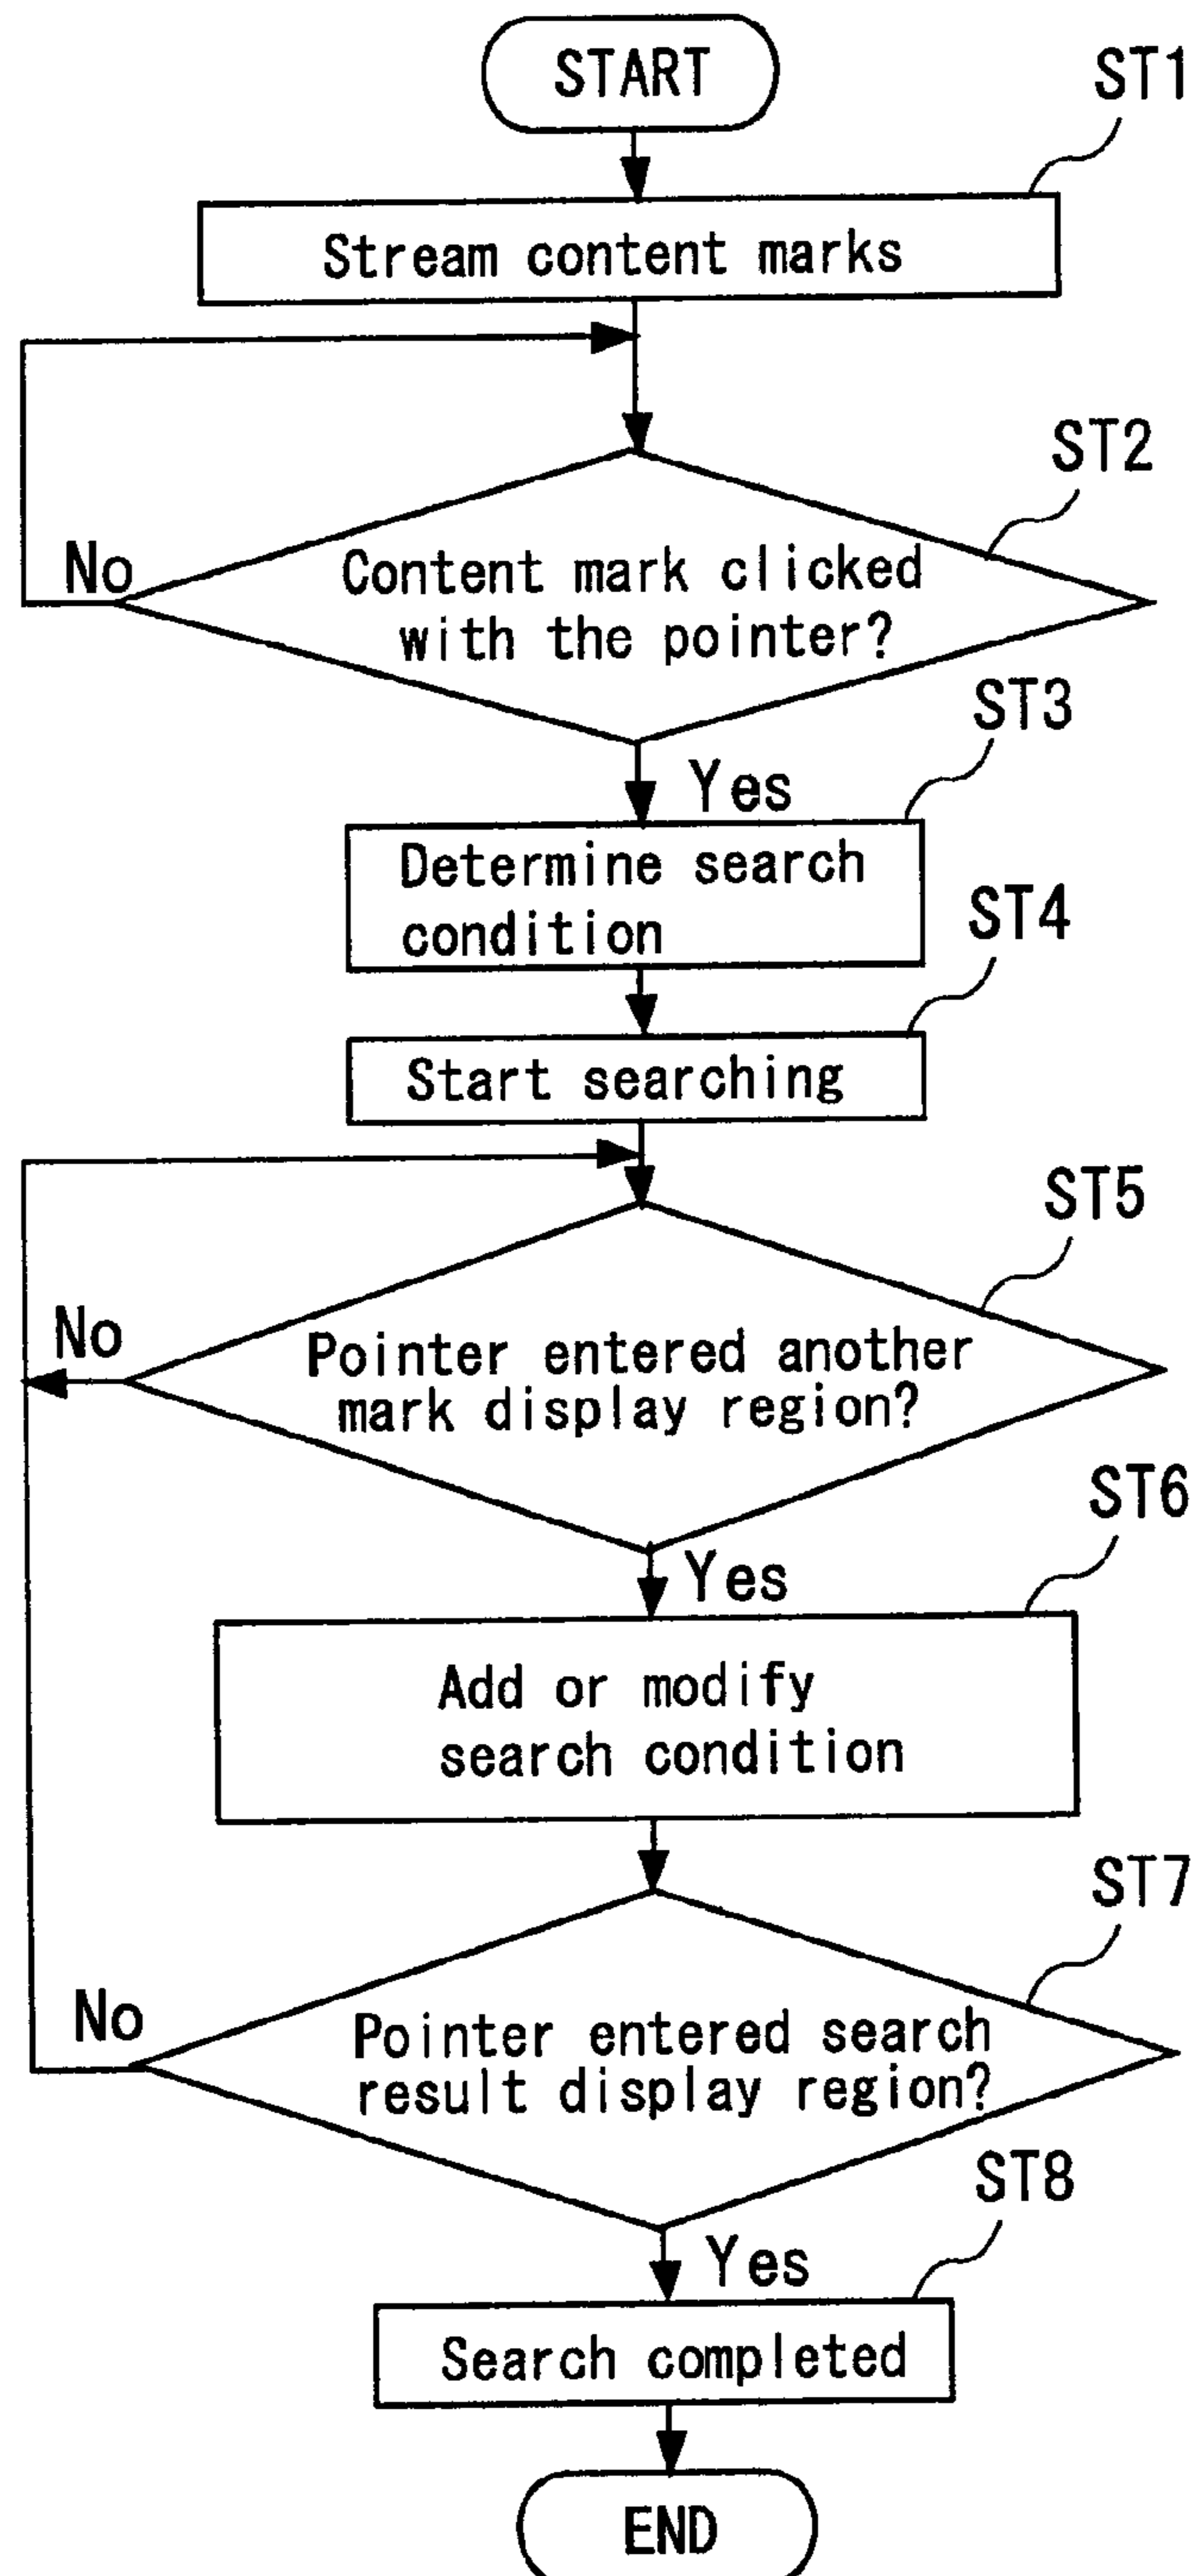 START
ST1
Stream content marks
ST2
No
Content mark clicked
with the pointer?
ST3
Yes
Determine search
condition
ST4
Start searching
ST5
No
Pointer entered another
mark display region?
ST6
Yes
Add or modify
search condition
ST7
No
Pointer entered search
result display region?
ST8
Yes
Search completed
END